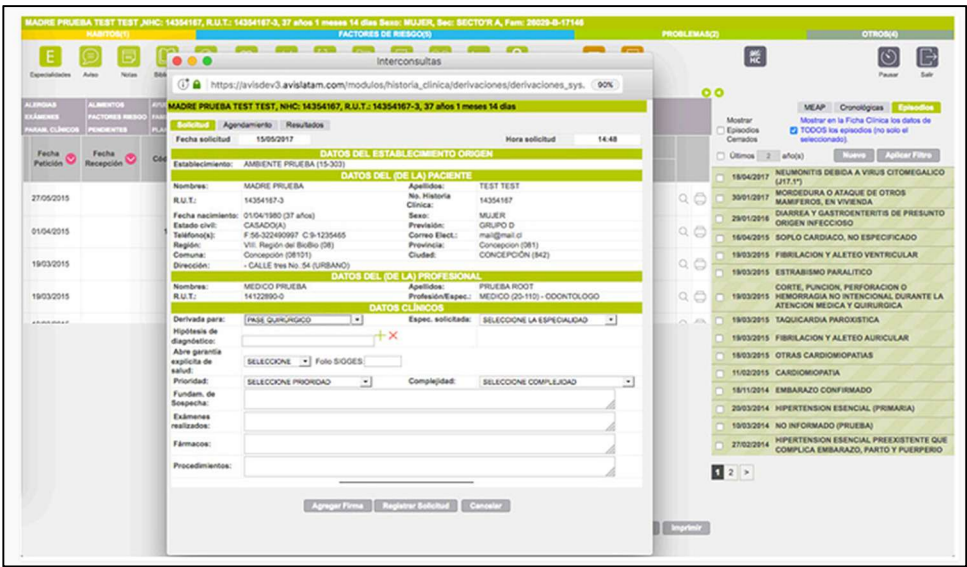 MADRE PRUEBA TEST TEST ,NHC: 14354167, R.U.T.: 14354167-3, 37 años 1 meses 14 días Sexo: MUJER, Sec: SECTO'R A, Fam: 26029-B-17146
HABITOS(1) FACTORES DE RIESGO(5) PROBLEMAS(2) OTROS(4)
Especialidades Aviso Notas Pausar Salir
Interconsultas
https://avisdev3.avislatam.com/modulos/historia_clinica/derivaciones/derivaciones_sys. 90%
ALERGIAS ALIMENTOS
EXÁMENES FACTORES RIESGO
PARAM. CLÍNICOS PENDIENTES
MADRE PRUEBA TEST TEST, NHC: 14354167, R.U.T.: 14354167-3, 37 años 1 meses 14 días
Solicitud Agendamiento Resultados
Fecha solicitud 15/05/2017 Hora solicitud 14:48
DATOS DEL ESTABLECIMIENTO ORIGEN
Establecimiento: AMBIENTE PRUEBA (15-303)
DATOS DEL (DE LA) PACIENTE
Nombres: MADRE PRUEBA Apellidos: TEST TEST
R.U.T.: 14354167-3 No. Historia Clínica: 14354167
Fecha nacimiento: 01/04/1980 (37 años) Sexo: MUJER
Estado civil: CASADO(A) Previsión: GRUPO D
Teléfono(s): F:56-322490997 C:9-1235465 Correo Elect.: mail@mail.cl
Región: VIII. Región del BioBio (08) Provincia: Concepcion (081)
Comuna: Concepción (08101) Ciudad: CONCEPCIÓN (842)
Dirección: - CALLE tres No. 54 (URBANO)
DATOS DEL (DE LA) PROFESIONAL
Nombres: MEDICO PRUEBA Apellidos: PRUEBA ROOT
R.U.T.: 14122890-0 Profesión/Espec.: MEDICO (20-110) - ODONTOLOGO
DATOS CLÍNICOS
Derivada para: PASE QUIRÚRGICO Espec. solicitada: SELECCIONE LA ESPECIALIDAD
Hipótesis de
diagnóstico:
Abre garantía
explícita de
salud: SELECCIONE Folio SIGGES:
Prioridad: SELECCIONE PRIORIDAD Complejidad: SELECCIONE COMPLEJIDAD
Fundam. de
Sospecha:
Exámenes
realizados:
Fármacos:
Procedimientos:
Agregar Firma Registrar Solicitud Cancelar
Fecha Petición Fecha Recepción
27/05/2015
01/04/2015
19/03/2015
19/03/2015
MEAP Cronológicas Episodios
Mostrar Episodios Cerrados
Mostrar en la Ficha Clínica los datos de TODOS los episodios (no solo el seleccionado).
Últimos 2 año(s) Nuevo Aplicar Filtro
18/04/2017 NEUMONITIS DEBIDA A VIRUS CITOMEGALICO (J17.1*)
30/01/2017 MORDEDURA O ATAQUE DE OTROS MAMIFEROS, EN VIVIENDA
29/01/2016 DIARREA Y GASTROENTERITIS DE PRESUNTO ORIGEN INFECCIOSO
16/04/2015 SOPLO CARDIACO, NO ESPECIFICADO
19/03/2015 FIBRILACION Y ALETEO VENTRICULAR
19/03/2015 ESTRABISMO PARALITICO
19/03/2015 CORTE, PUNCION, PERFORACION O HEMORRAGIA NO INTENCIONAL DURANTE LA ATENCION MEDICA Y QUIRURGICA
19/03/2015 TAQUICARDIA PAROXISTICA
19/03/2015 FIBRILACION Y ALETEO AURICULAR
18/03/2015 OTRAS CARDIOMIOPATIAS
11/02/2015 CARDIOMIOPATIA
18/11/2014 EMBARAZO CONFIRMADO
20/03/2014 HIPERTENSION ESENCIAL (PRIMARIA)
10/03/2014 NO INFORMADO (PRUEBA)
27/02/2014 HIPERTENSION ESENCIAL PREEXISTENTE QUE COMPLICA EMBARAZO, PARTO Y PUERPERIO
1 2 >
Imprimir